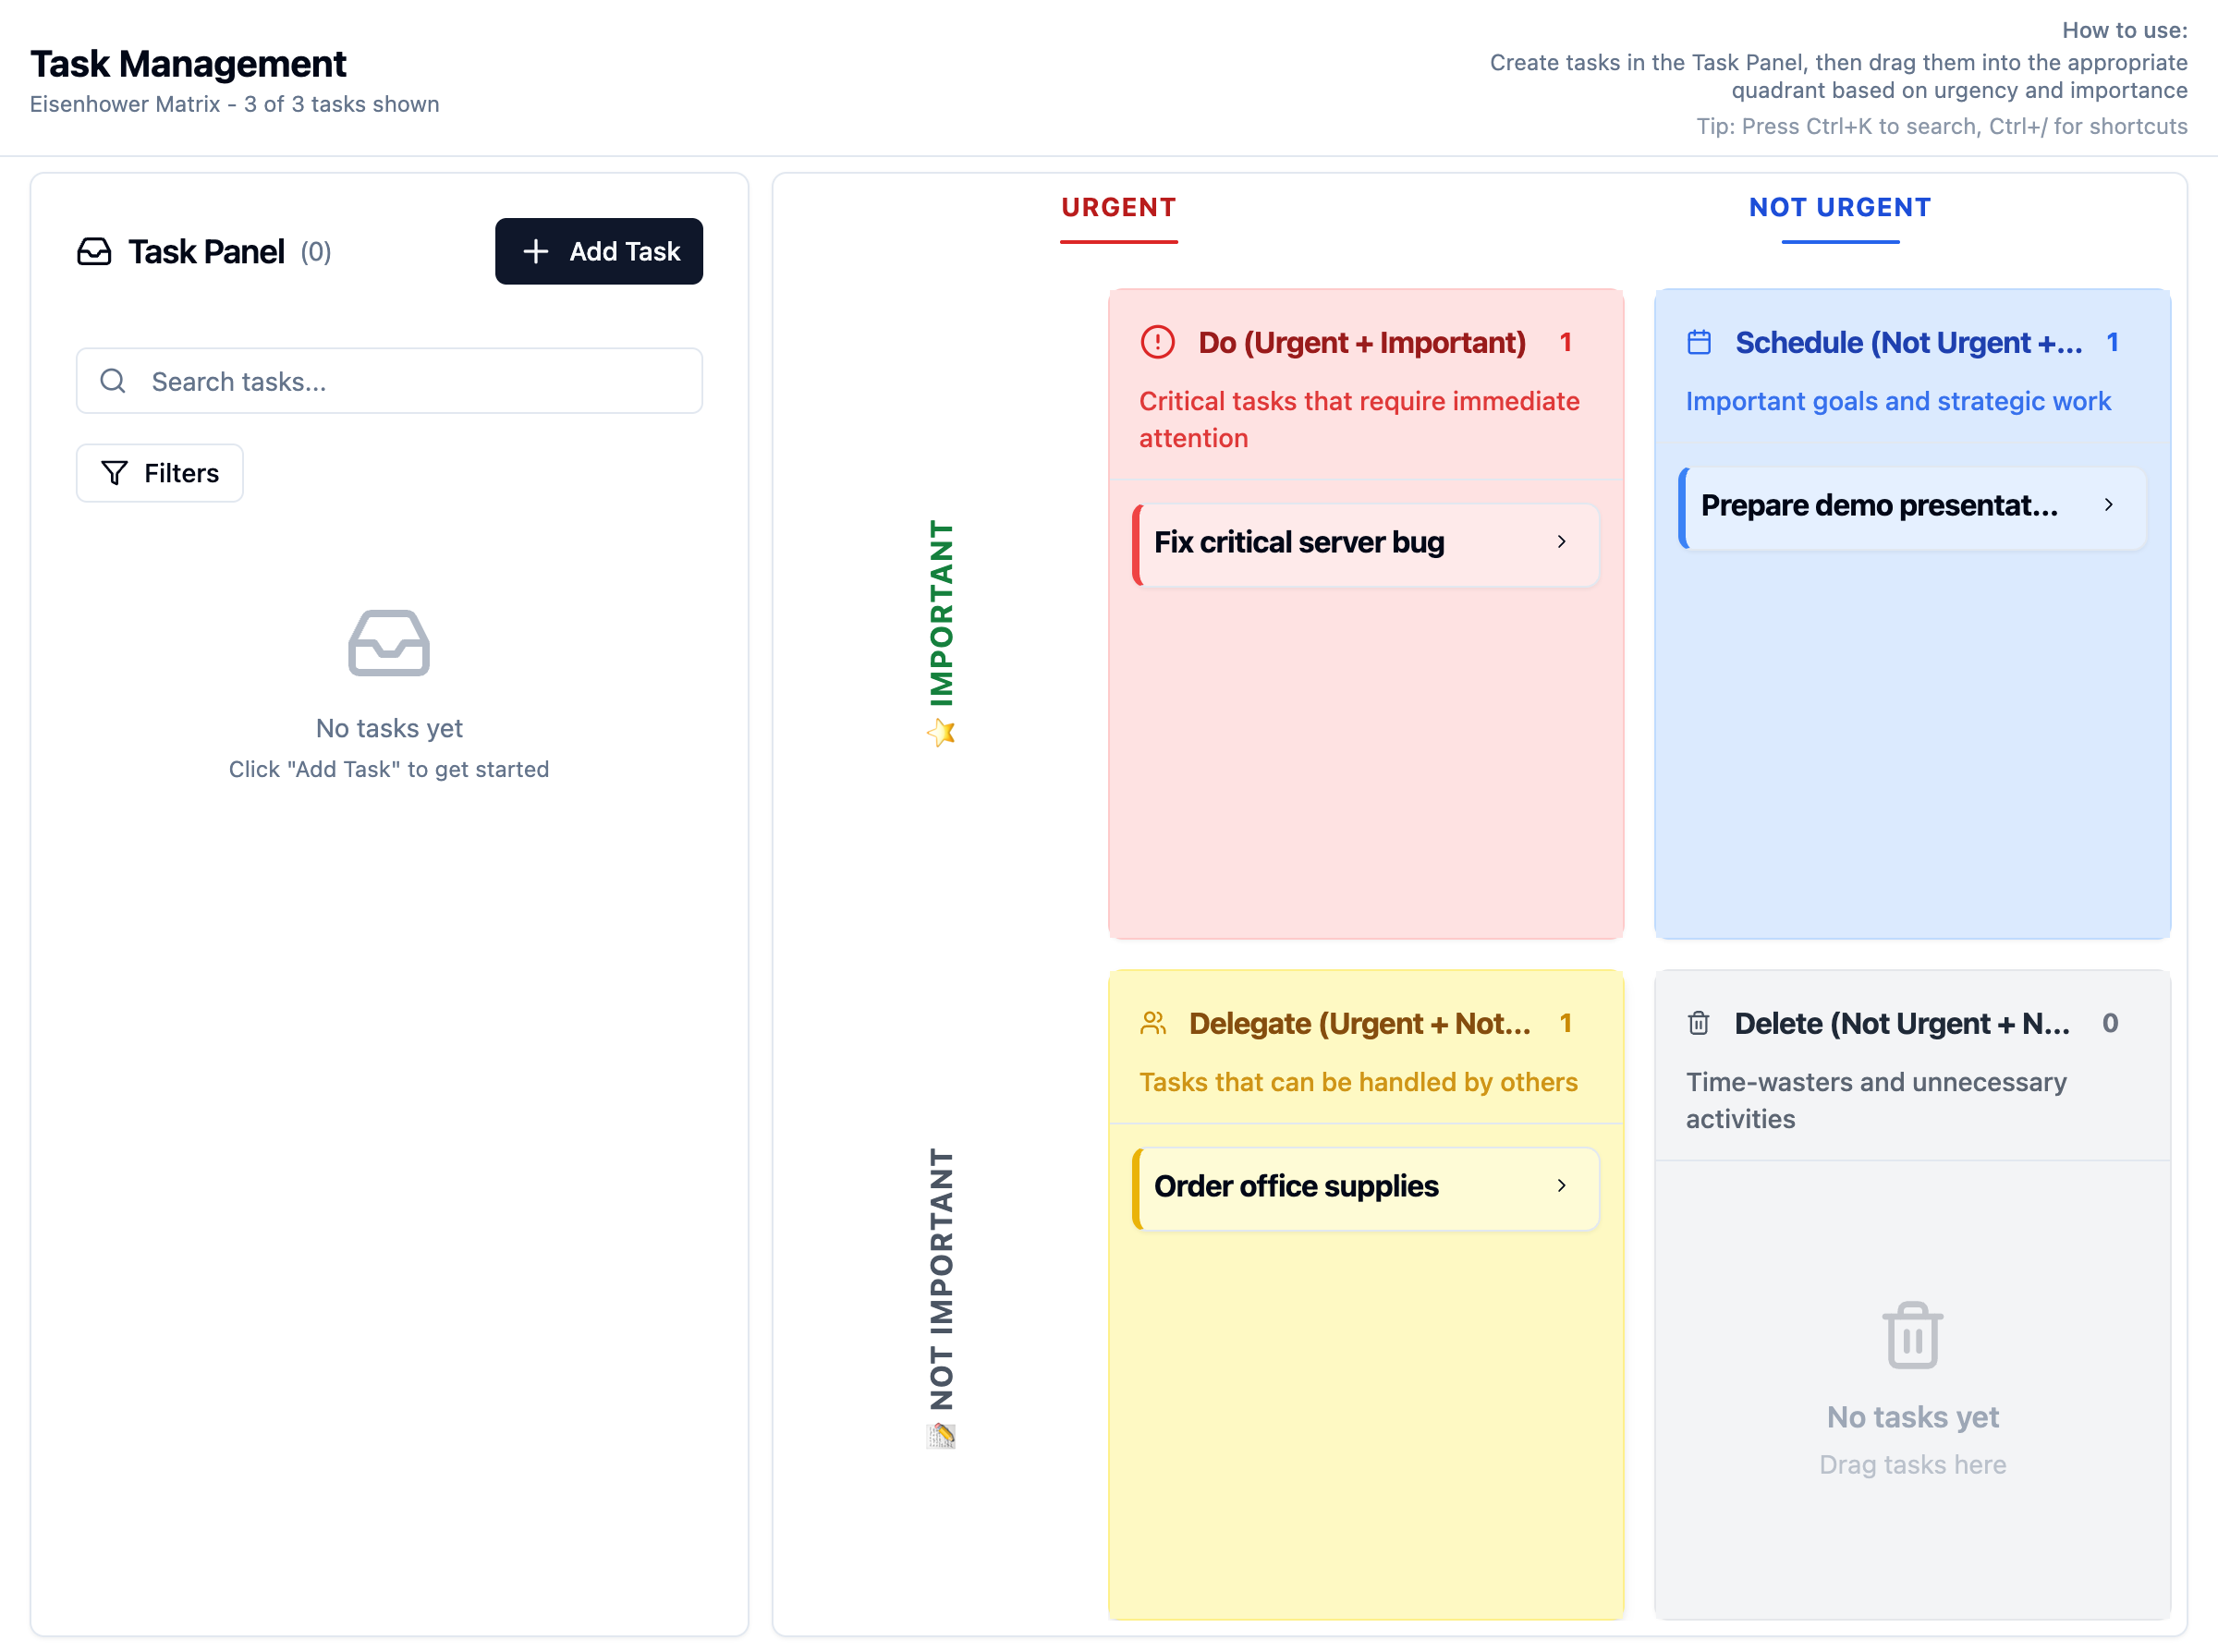 Task Management
Eisenhower Matrix - 3 of 3 tasks shown
How to use:
Create tasks in the Task Panel, then drag them into the appropriate
quadrant based on urgency and importance
Tip: Press Ctrl+K to search, Ctrl+/ for shortcuts
Task Panel (0)
Add Task
Search tasks...
Filters
No tasks yet
Click "Add Task" to get started
URGENT
NOT URGENT
IMPORTANT
Do (Urgent + Important) 1
Critical tasks that require immediate
attention
Fix critical server bug
Schedule (Not Urgent +... 1
Important goals and strategic work
Prepare demo presentat...
NOT IMPORTANT
Delegate (Urgent + Not... 1
Tasks that can be handled by others
Order office supplies
Delete (Not Urgent + N... 0
Time-wasters and unnecessary
activities
No tasks yet
Drag tasks here